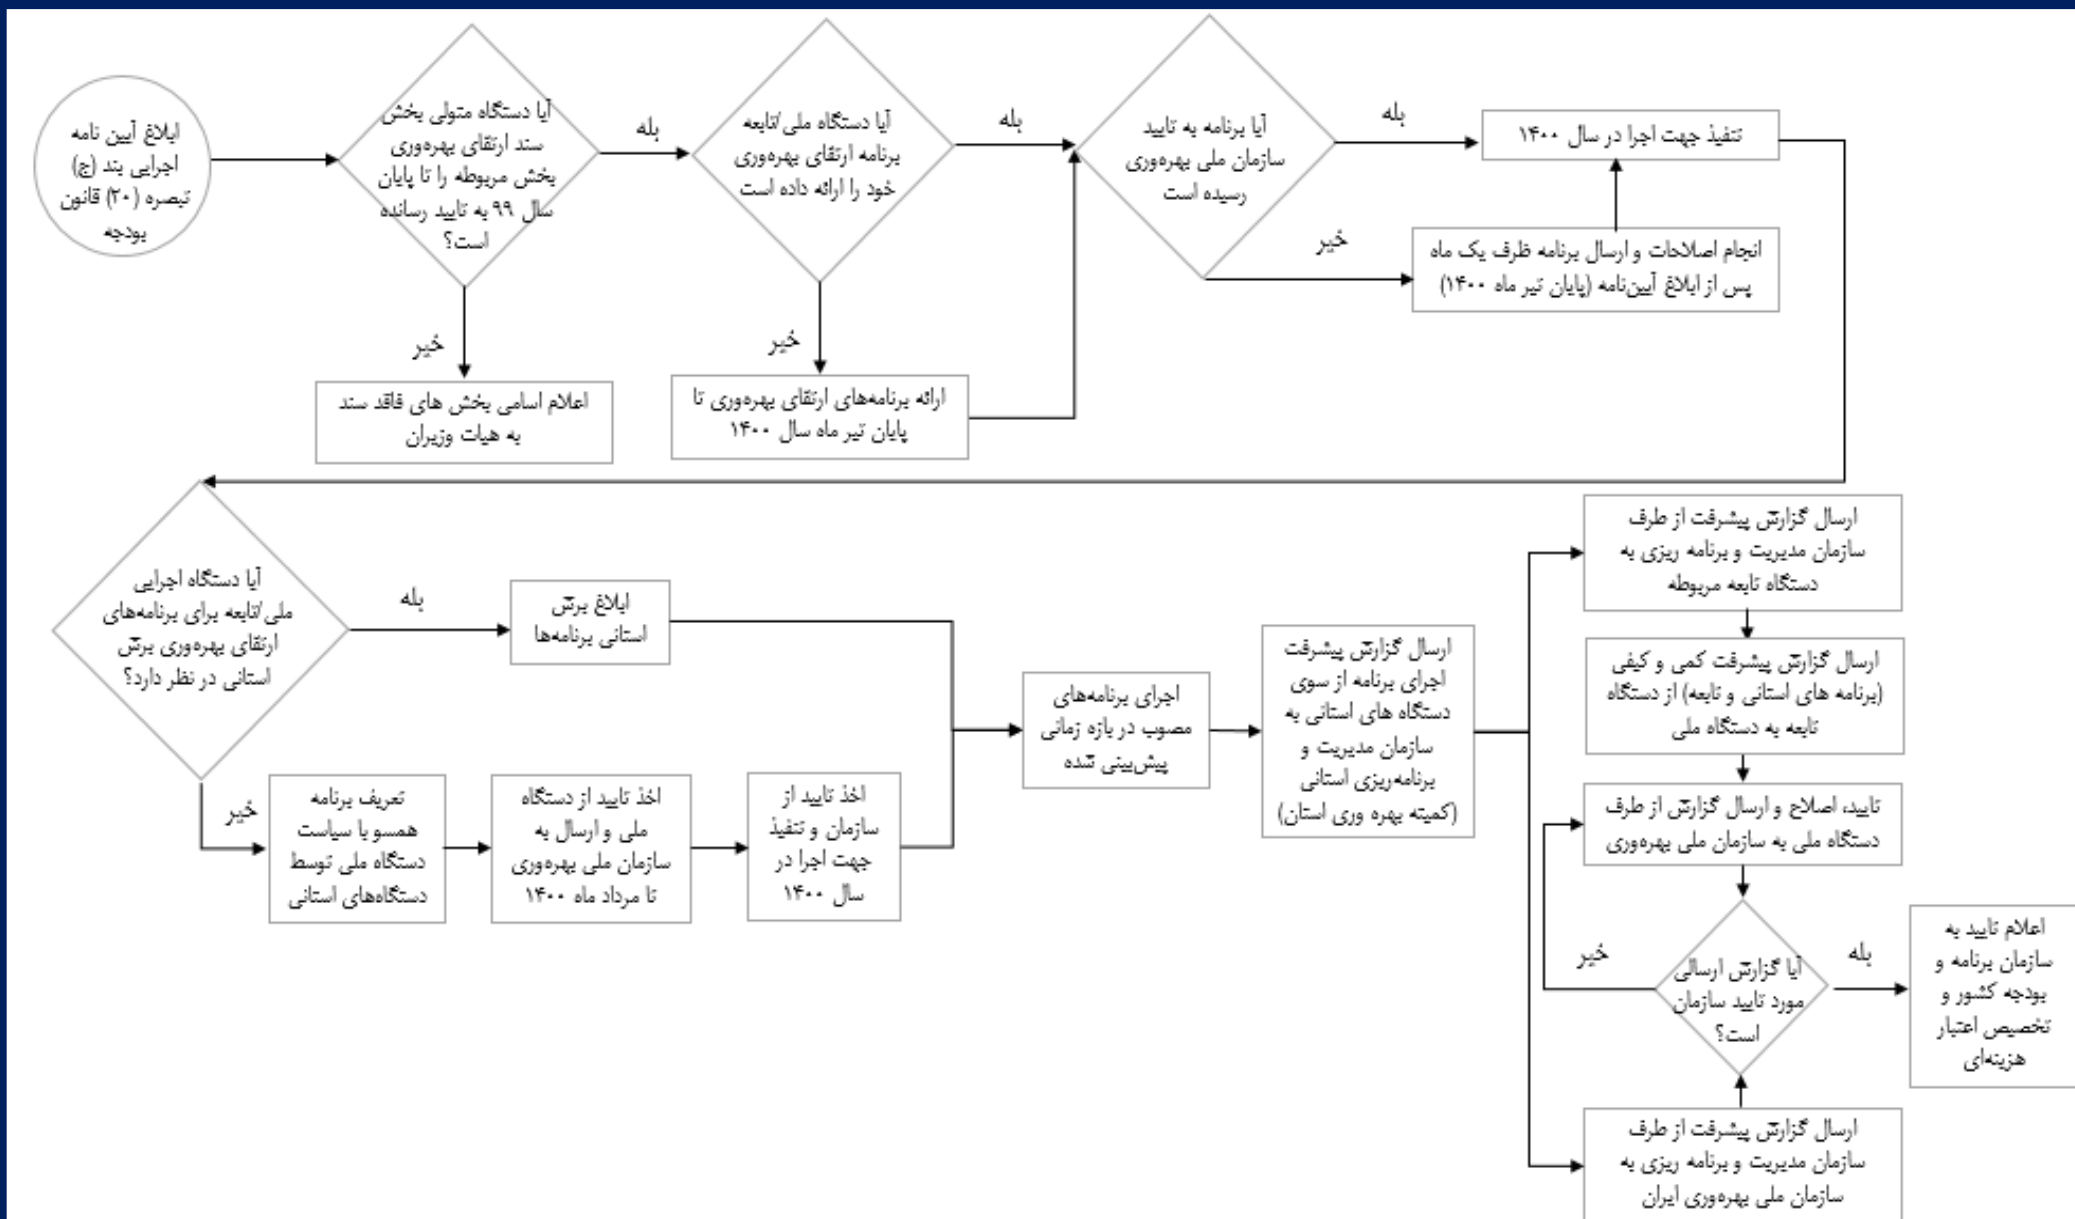 ابلاغ آیین نامه
اجرایی بند (ج)
تبصره (۲۰) قانون
بودجه
آیا دستگاه متولی بخش
سند ارتقای بهره‌وری
بخش مربوطه را تا پایان
سال ۹۹ به تایید رسانده
است؟
بله
خیر
اعلام اسامی بخش های فاقد سند
به هیات وزیران
آیا دستگاه ملی/تابعه
برنامه ارتقای بهره‌وری
خود را ارائه داده است
بله
خیر
ارائه برنامه‌های ارتقای بهره‌وری تا
پایان تیر ماه سال ۱۴۰۰
آیا برنامه به تایید
سازمان ملی بهره‌وری
رسیده است
بله
خیر
تنفیذ جهت اجرا در سال ۱۴۰۰
انجام اصلاحات و ارسال برنامه ظرف یک ماه
پس از ابلاغ آیین‌نامه (پایان تیر ماه ۱۴۰۰)
آیا دستگاه اجرایی
ملی/تابعه برای برنامه‌های
ارتقای بهره‌وری برش
استانی در نظر دارد؟
بله
ابلاغ برش
استانی برنامه‌ها
خیر
تعریف برنامه
همسو با سیاست
دستگاه ملی توسط
دستگاه‌های استانی
اخذ تایید از دستگاه
ملی و ارسال به
سازمان ملی بهره‌وری
تا مرداد ماه ۱۴۰۰
اخذ تایید از
سازمان و تنفیذ
جهت اجرا در
سال ۱۴۰۰
اجرای برنامه‌های
مصوب در بازه زمانی
پیش‌بینی شده
ارسال گزارش پیشرفت
اجرای برنامه از سوی
دستگاه های استانی به
سازمان مدیریت و
برنامه‌ریزی استانی
(کمیته بهره وری استان)
ارسال گزارش پیشرفت از طرف
سازمان مدیریت و برنامه ریزی به
دستگاه تابعه مربوطه
ارسال گزارش پیشرفت کمی و کیفی
(برنامه های استانی و تابعه) از دستگاه
تابعه به دستگاه ملی
تایید، اصلاح و ارسال گزارش از طرف
دستگاه ملی به سازمان ملی بهره‌وری
آیا گزارش ارسالی
مورد تایید سازمان
است؟
خیر
بله
اعلام تایید به
سازمان برنامه و
بودجه کشور و
تخصیص اعتبار
هزینه‌ای
ارسال گزارش پیشرفت از طرف
سازمان مدیریت و برنامه ریزی به
سازمان ملی بهره‌وری ایران